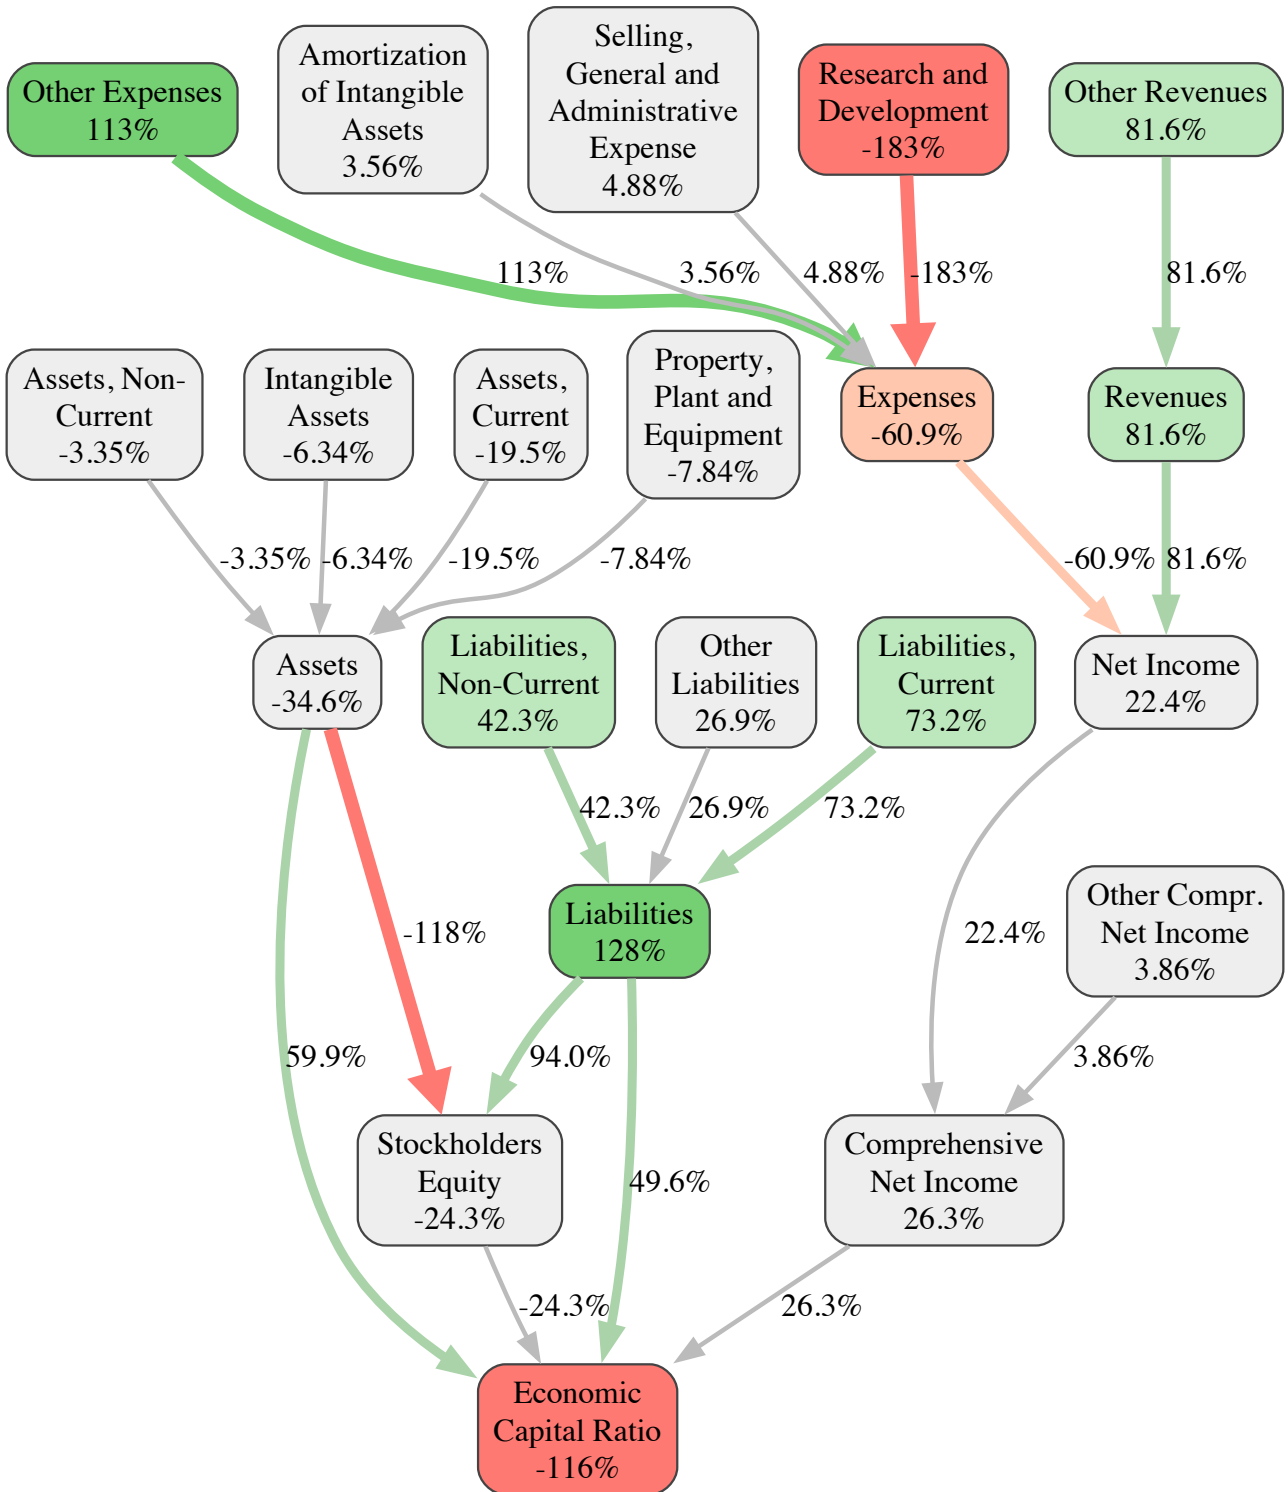 Other Expenses
113%
Amortization
of Intangible
Assets
3.56%
Selling,
General and
Administrative
Expense
4.88%
Research and
Development
-183%
Other Revenues
81.6%
113%
3.56%
4.88%
-183%
81.6%
Assets, Non-
Current
-3.35%
Intangible
Assets
-6.34%
Assets,
Current
-19.5%
Property,
Plant and
Equipment
-7.84%
Expenses
-60.9%
Revenues
81.6%
-3.35%
-6.34%
-19.5%
-7.84%
-60.9%
81.6%
Assets
-34.6%
Liabilities,
Non-Current
42.3%
Other
Liabilities
26.9%
Liabilities,
Current
73.2%
Net Income
22.4%
42.3%
26.9%
73.2%
Liabilities
128%
-118%
22.4%
Other Compr.
Net Income
3.86%
59.9%
94.0%
3.86%
Stockholders
Equity
-24.3%
49.6%
Comprehensive
Net Income
26.3%
-24.3%
26.3%
Economic
Capital Ratio
-116%